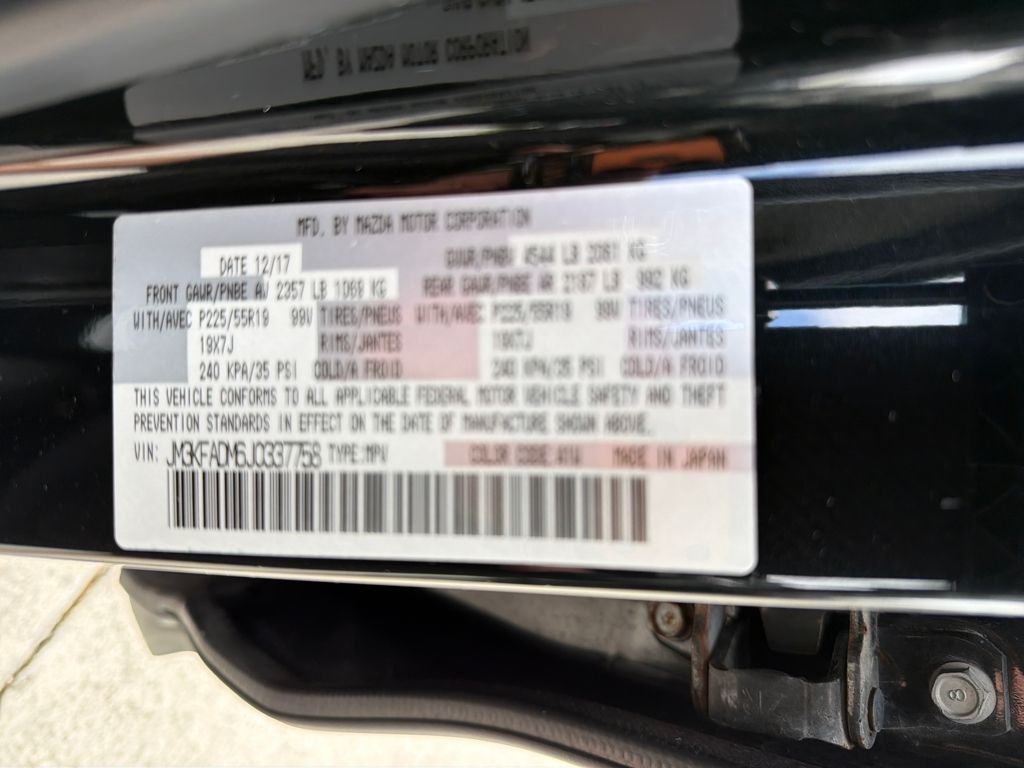 MFD. BY MAZDA MOTOR CORPORATION
DATE 12/17 GVWR/PNBV 4544 LB 2061 KG
FRONT GAWR/PNBE AV 2357 LB 1069 KG REAR GAWR/PNBE AR 2187 LB 992 KG
WITH/AVEC P225/55R19 99V TIRES/PNEUS WITH/AVEC P225/55R19 99V TIRES/PNEUS
19X7J RIMS/JANTES 19X7J RIMS/JANTES
240 KPA/35 PSI COLD/A FROID 240 KPA/35 PSI COLD/A FROID
THIS VEHICLE CONFORMS TO ALL APPLICABLE FEDERAL MOTOR VEHICLE SAFETY AND THEFT
PREVENTION STANDARDS IN EFFECT ON THE DATE OF MANUFACTURE SHOWN ABOVE.
VIN: JM3KFADM6J0337758 TYPE:MPV COLOR CODE: MADE IN JAPAN
8